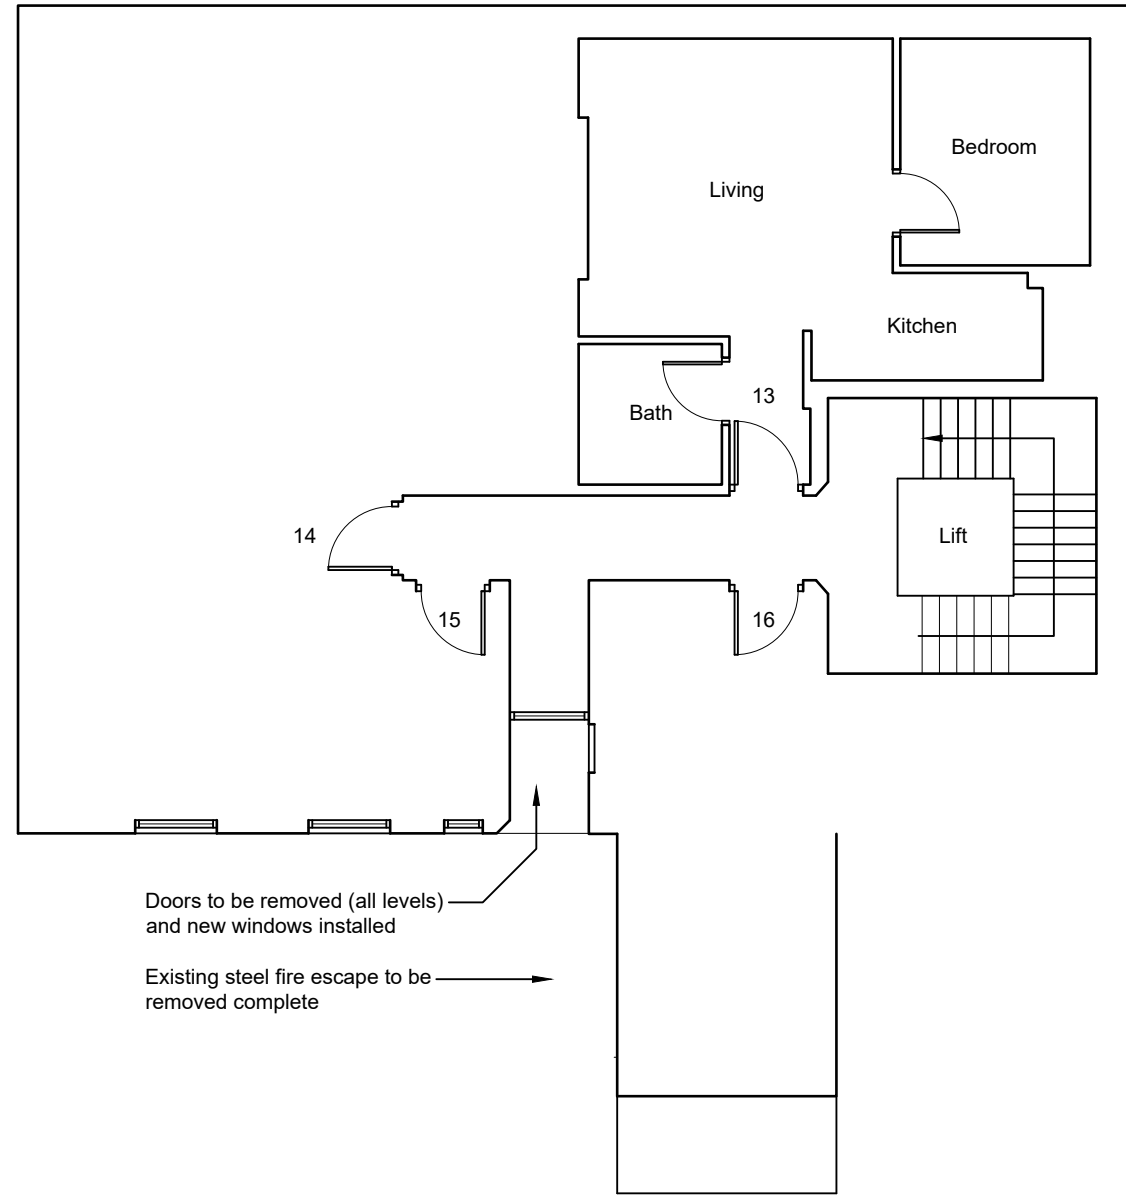 Bedroom
Living
Kitchen
13
Bath
14
Lift
15
16
Doors to be removed (all levels)
and new windows installed
Existing steel fire escape to be
removed complete